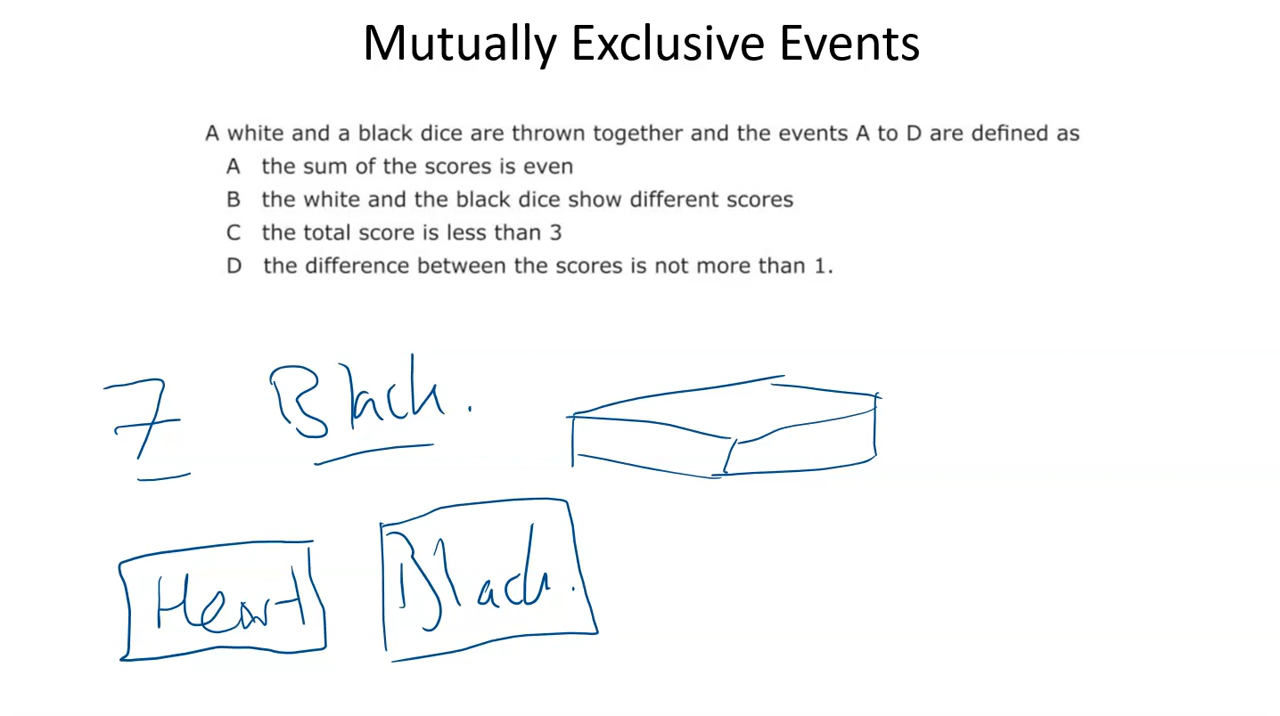 Mutually Exclusive Events
A white and a black dice are thrown together and the events A to D are defined as
A the sum of the scores is even
B the white and the black dice show different scores
C the total score is less than 3
D the difference between the scores is not more than 1.
7 Black.
Heart Black.